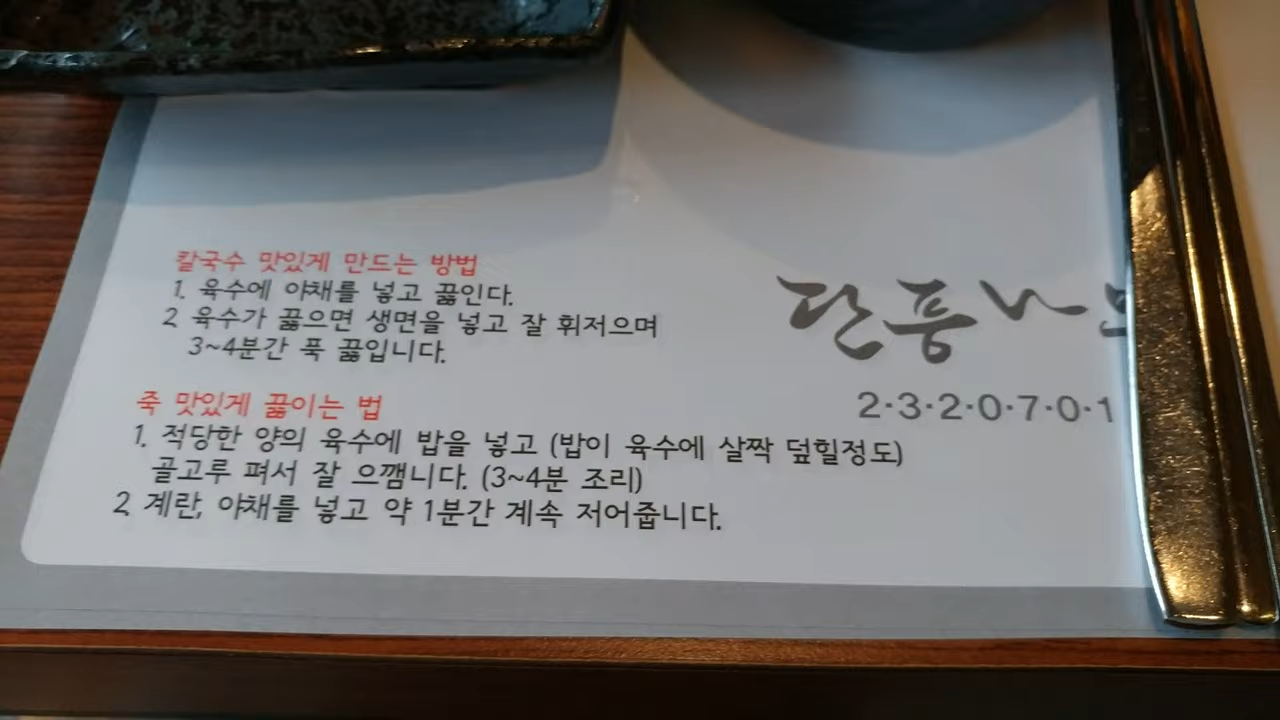 칼국수 맛있게 만드는 방법
1. 육수에 야채를 넣고 끓인다.
2. 육수가 끓으면 생면을 넣고 잘 휘저으며
3~4분간 푹 끓입니다.
죽 맛있게 끓이는 법
1. 적당한 양의 육수에 밥을 넣고 (밥이 육수에 살짝 덮힐정도)
골고루 펴서 잘 으깹니다. (3~4분 조리)
2. 계란, 야채를 넣고 약 1분간 계속 저어줍니다.
단풍나
2·3·2·0·7·0·1